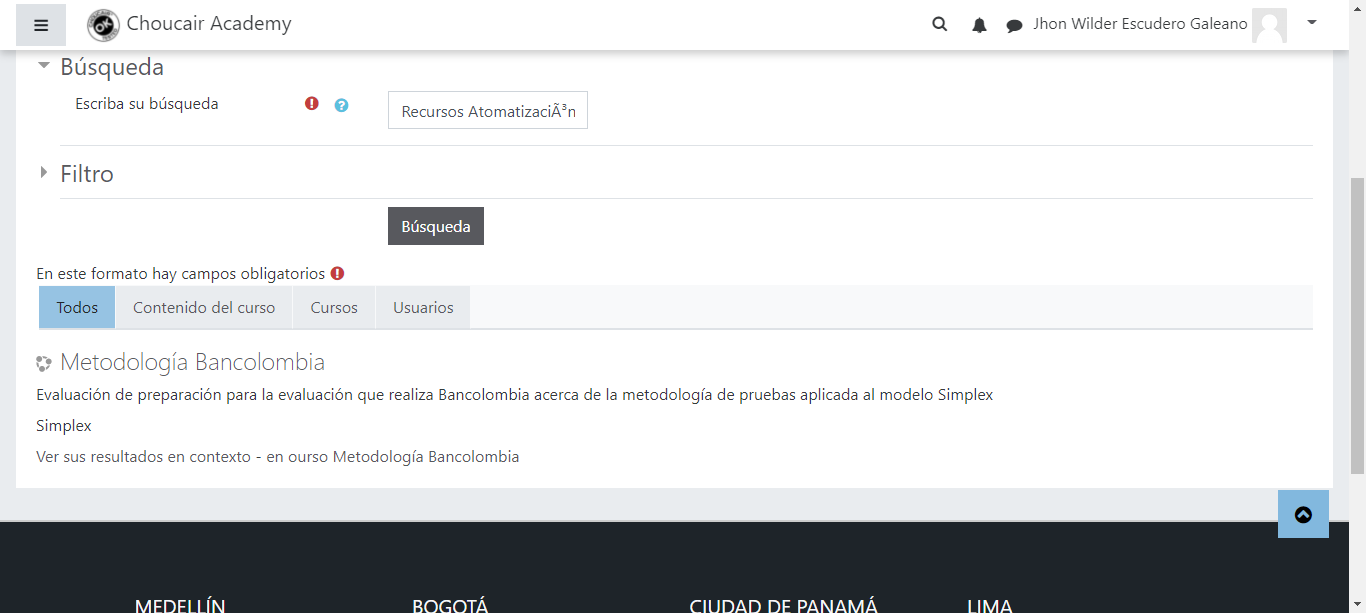 Choucair Academy
Jhon Wilder Escudero Galeano
Búsqueda
Escriba su búsqueda
Recursos AtomatizaciÃ³n
Filtro
Búsqueda
En este formato hay campos obligatorios
Todos
Contenido del curso
Cursos
Usuarios
Metodología Bancolombia
Evaluación de preparación para la evaluación que realiza Bancolombia acerca de la metodología de pruebas aplicada al modelo Simplex
Simplex
Ver sus resultados en contexto - en ourso Metodología Bancolombia
MEDELLÍN
BOGOTÁ
CIUDAD DE PANAMÁ
LIMA